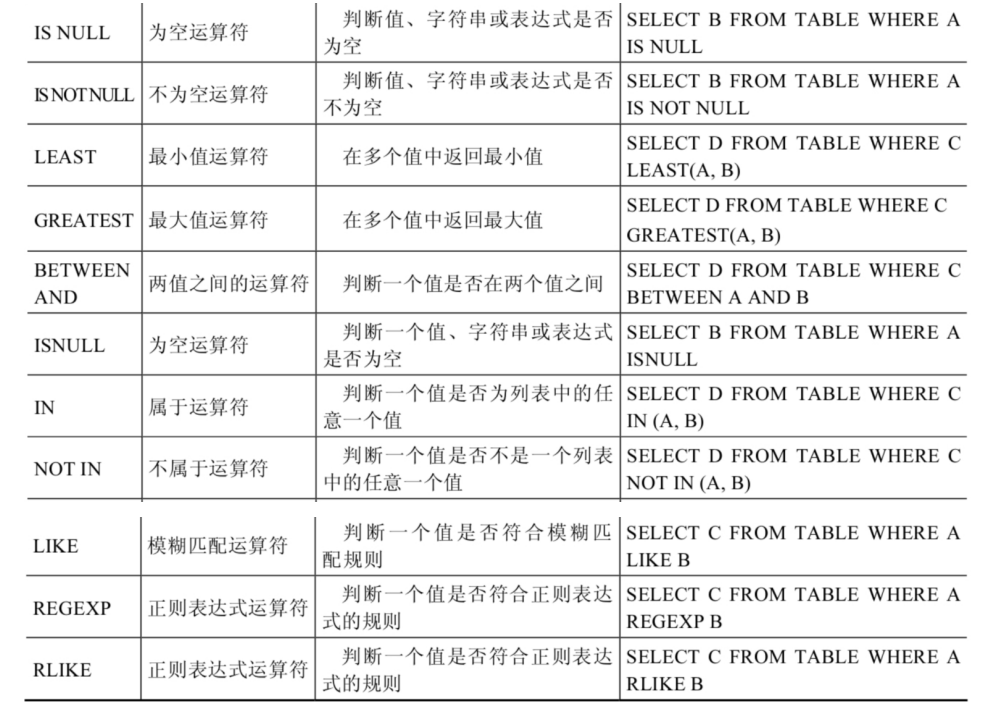 IS NULL 为空运算符 判断值、字符串或表达式是否为空 SELECT B FROM TABLE WHERE A IS NULL
IS NOT NULL 不为空运算符 判断值、字符串或表达式是否不为空 SELECT B FROM TABLE WHERE A IS NOT NULL
LEAST 最小值运算符 在多个值中返回最小值 SELECT D FROM TABLE WHERE C LEAST(A, B)
GREATEST 最大值运算符 在多个值中返回最大值 SELECT D FROM TABLE WHERE C GREATEST(A, B)
BETWEEN AND 两值之间的运算符 判断一个值是否在两个值之间 SELECT D FROM TABLE WHERE C BETWEEN A AND B
ISNULL 为空运算符 判断一个值、字符串或表达式是否为空 SELECT B FROM TABLE WHERE A ISNULL
IN 属于运算符 判断一个值是否为列表中的任意一个值 SELECT D FROM TABLE WHERE C IN (A, B)
NOT IN 不属于运算符 判断一个值是否不是一个列表中的任意一个值 SELECT D FROM TABLE WHERE C NOT IN (A, B)
LIKE 模糊匹配运算符 判断一个值是否符合模糊匹配规则 SELECT C FROM TABLE WHERE A LIKE B
REGEXP 正则表达式运算符 判断一个值是否符合正则表达式的规则 SELECT C FROM TABLE WHERE A REGEXP B
RLIKE 正则表达式运算符 判断一个值是否符合正则表达式的规则 SELECT C FROM TABLE WHERE A RLIKE B